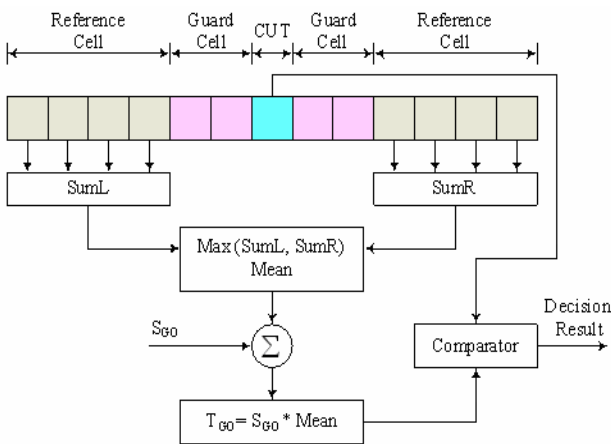 Reference
Cell
Guard
Cell
CUT
Guard
Cell
Reference
Cell
SumL
SumR
Max (SumL, SumR)
Mean
SGO
Σ
Comparator
Decision
Result
TGO = SGO * Mean